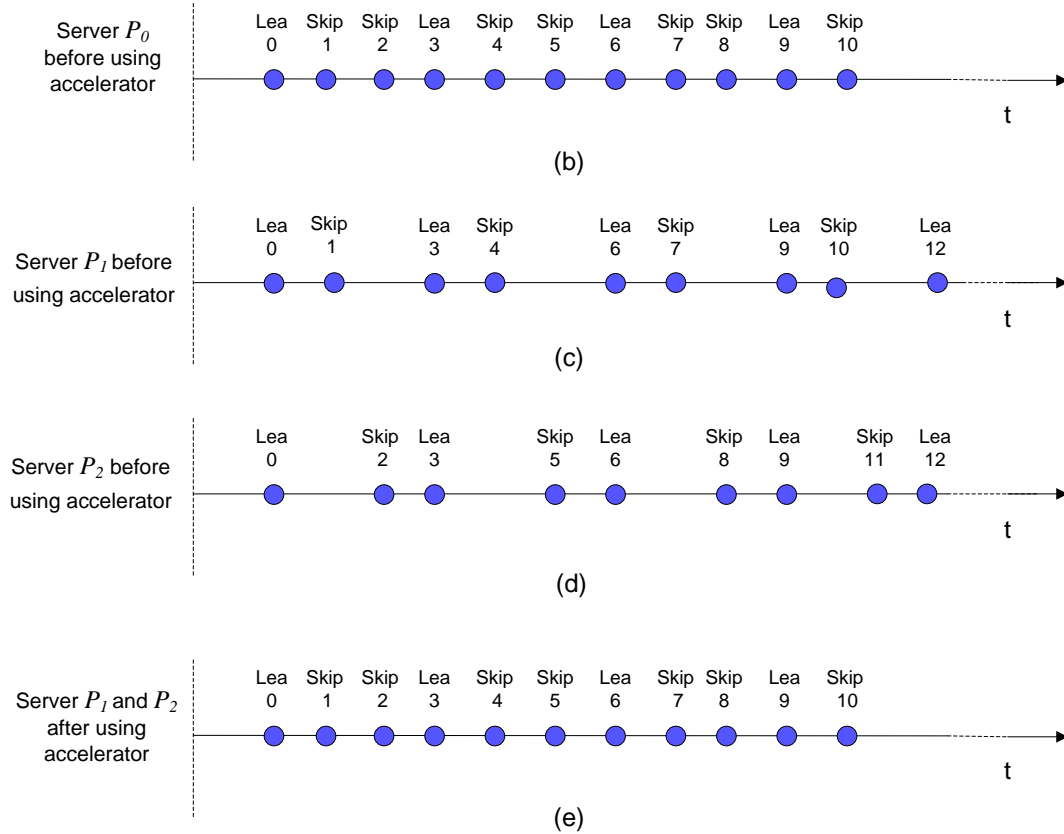 Server P0
before using
accelerator
Lea Skip Skip Lea Skip Skip Lea Skip Skip Lea Skip
0 1 2 3 4 5 6 7 8 9 10
t
(b)
Server P1 before
using accelerator
Lea Skip Lea Skip Lea Skip Lea Skip Lea
0 1 3 4 6 7 9 10 12
t
(c)
Server P2 before
using accelerator
Lea Skip Lea Skip Lea Skip Lea Skip Lea
0 2 3 5 6 8 9 11 12
t
(d)
Server P1 and P2
after using
accelerator
Lea Skip Skip Lea Skip Skip Lea Skip Skip Lea Skip
0 1 2 3 4 5 6 7 8 9 10
t
(e)